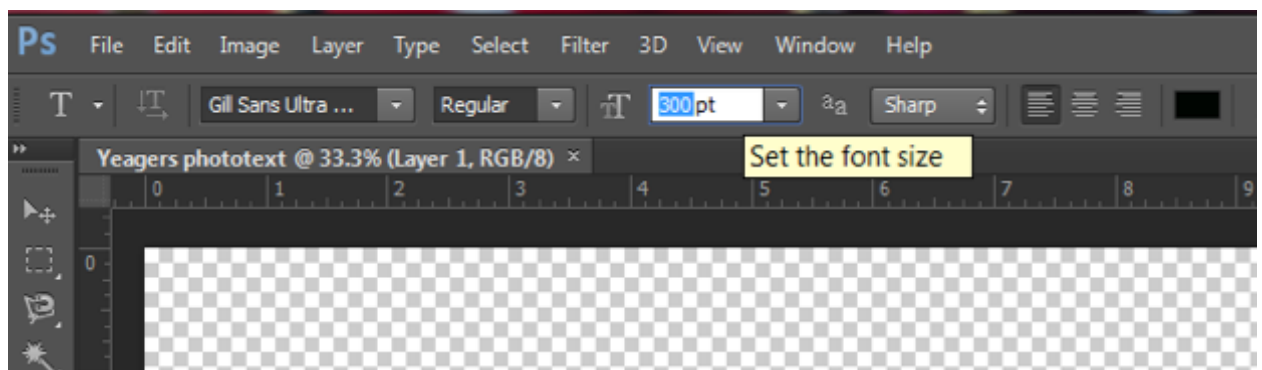 Ps File Edit Image Layer Type Select Filter 3D View Window Help
T T Gill Sans Ultra ... Regular TT 300 pt aa Sharp
Yeagers phototext @ 33.3% (Layer 1, RGB/8) ×
Set the font size
0 1 2 3 4 5 6 7 8 9
0